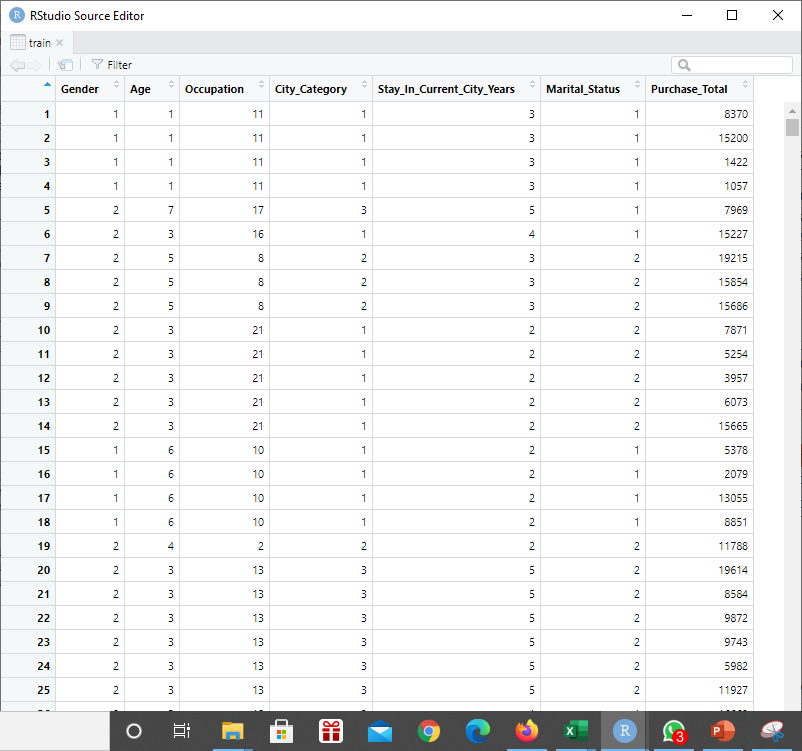 RStudio Source Editor
train
Filter
Gender Age Occupation City_Category Stay_In_Current_City_Years Marital_Status Purchase_Total
1 1 1 11 1 3 1 8370
2 1 1 11 1 3 1 15200
3 1 1 11 1 3 1 1422
4 1 1 11 1 3 1 1057
5 2 7 17 3 5 1 7969
6 2 3 16 1 4 1 15227
7 2 5 8 2 3 2 19215
8 2 5 8 2 3 2 15854
9 2 5 8 2 3 2 15686
10 2 3 21 1 2 2 7871
11 2 3 21 1 2 2 5254
12 2 3 21 1 2 2 3957
13 2 3 21 1 2 2 6073
14 2 3 21 1 2 2 15665
15 1 6 10 1 2 1 5378
16 1 6 10 1 2 1 2079
17 1 6 10 1 2 1 13055
18 1 6 10 1 2 1 8851
19 2 4 2 2 2 2 11788
20 2 3 13 3 5 2 19614
21 2 3 13 3 5 2 8584
22 2 3 13 3 5 2 9872
23 2 3 13 3 5 2 9743
24 2 3 13 3 5 2 5982
25 2 3 13 3 5 2 11927
R 3 P